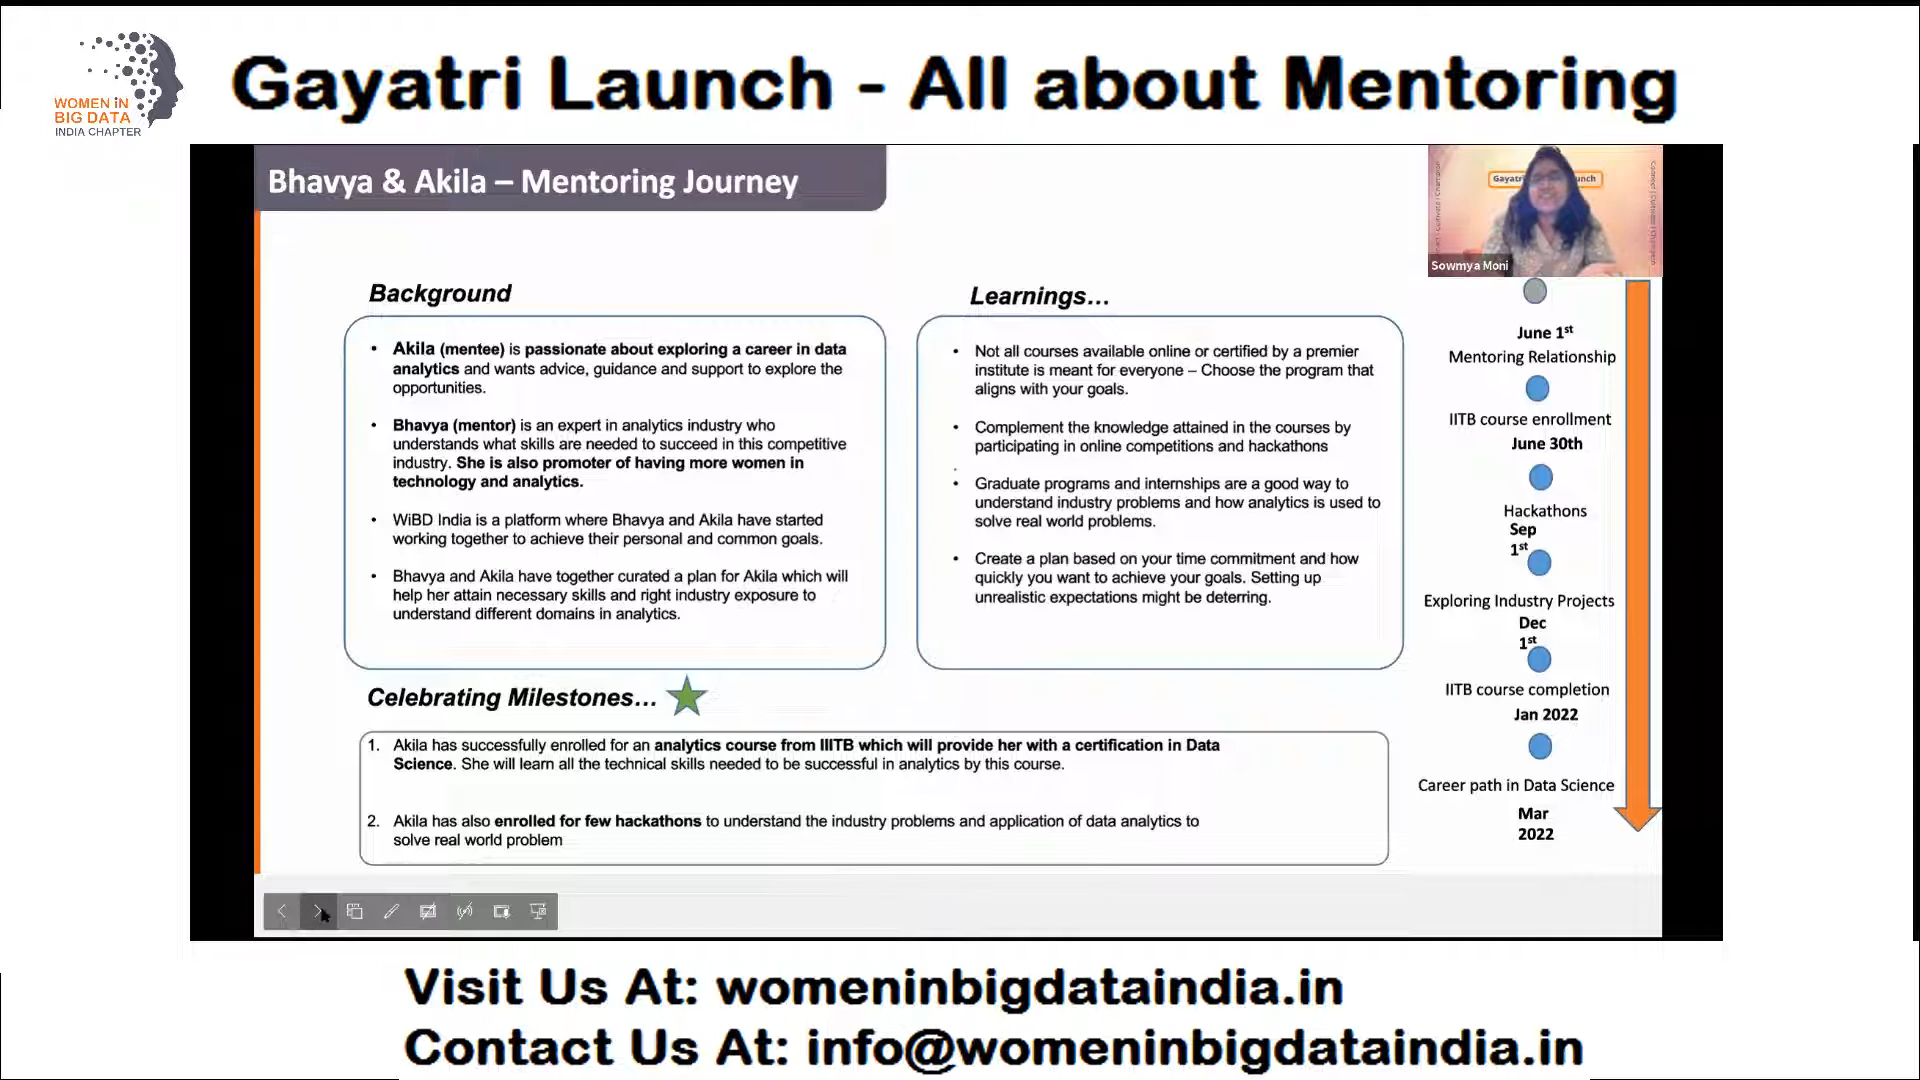 WOMEN iN
BIG DATA
INDIA CHAPTER
Gayatri Launch - All about Mentoring
Bhavya & Akila – Mentoring Journey
Sowmya Moni
Background
• Akila (mentee) is passionate about exploring a career in data
analytics and wants advice, guidance and support to explore the
opportunities.
• Bhavya (mentor) is an expert in analytics industry who
understands what skills are needed to succeed in this competitive
industry. She is also promoter of having more women in
technology and analytics.
• WiBD India is a platform where Bhavya and Akila have started
working together to achieve their personal and common goals.
• Bhavya and Akila have together curated a plan for Akila which will
help her attain necessary skills and right industry exposure to
understand different domains in analytics.
Learnings...
• Not all courses available online or certified by a premier
institute is meant for everyone – Choose the program that
aligns with your goals.
• Complement the knowledge attained in the courses by
participating in online competitions and hackathons
.
• Graduate programs and internships are a good way to
understand industry problems and how analytics is used to
solve real world problems.
• Create a plan based on your time commitment and how
quickly you want to achieve your goals. Setting up
unrealistic expectations might be deterring.
June 1st
Mentoring Relationship
IITB course enrollment
June 30th
Hackathons
Sep
1st
Exploring Industry Projects
Dec
1st
IITB course completion
Jan 2022
Career path in Data Science
Mar
2022
Celebrating Milestones...
1. Akila has successfully enrolled for an analytics course from IIITB which will provide her with a certification in Data
Science. She will learn all the technical skills needed to be successful in analytics by this course.
2. Akila has also enrolled for few hackathons to understand the industry problems and application of data analytics to
solve real world problem
Visit Us At: womeninbigdataindia.in
Contact Us At: info@womeninbigdataindia.in